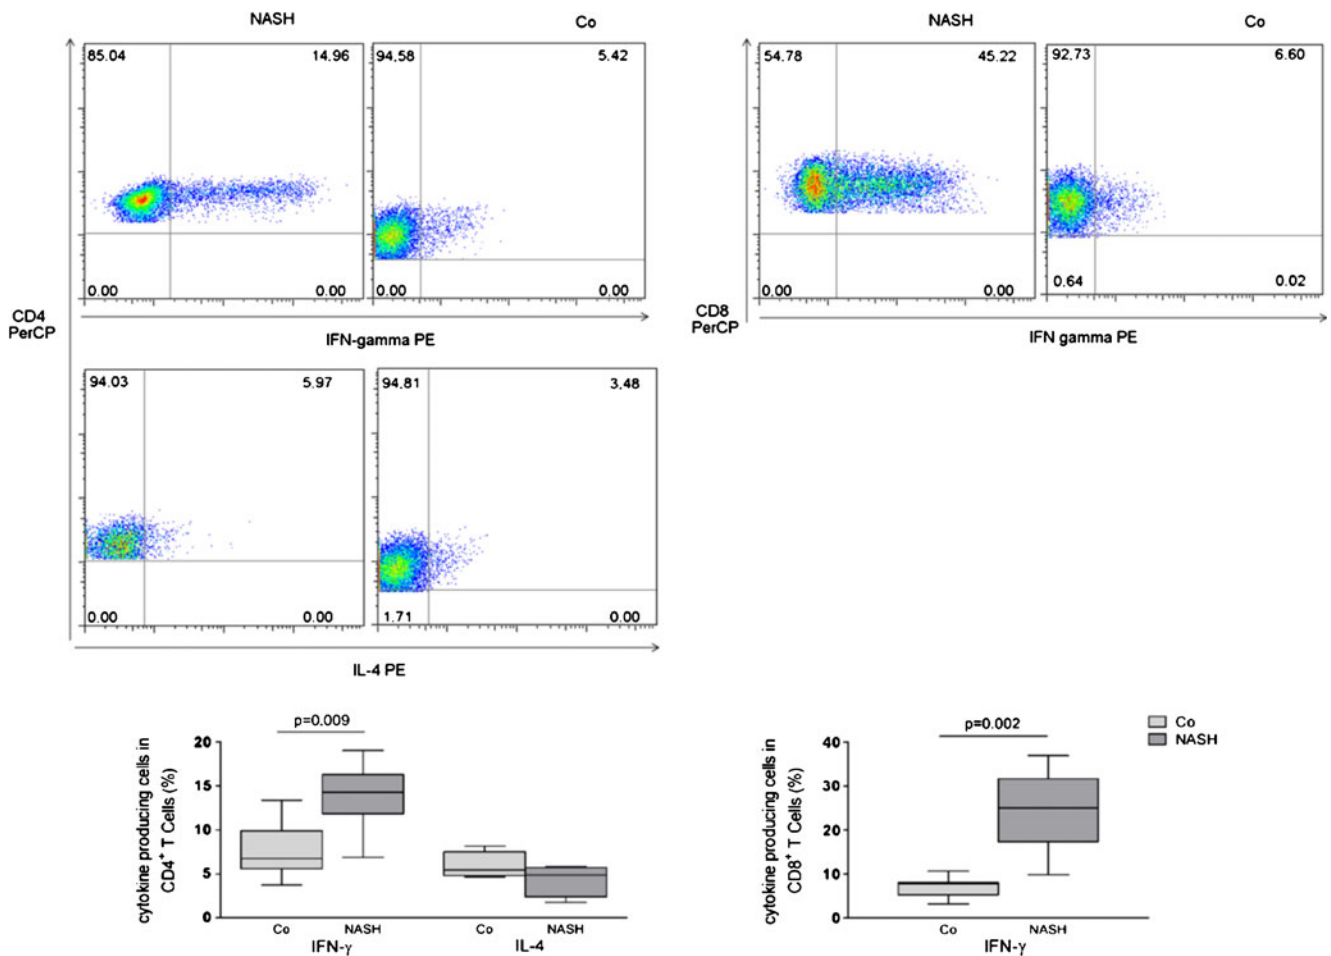 NASH
Co
NASH
Co
85.04
14.96
94.58
5.42
54.78
45.22
92.73
6.60
0.00
0.00
0.00
0.00
0.00
0.00
0.64
0.02
CD4
PerCP
IFN-gamma PE
CD8
PerCP
IFN gamma PE
94.03
5.97
94.81
3.48
0.00
0.00
1.71
0.00
IL-4 PE
cytokine producing cells in
CD4⁺ T Cells (%)
p=0.009
20
15
10
5
0
Co
NASH
Co
NASH
IFN-γ
IL-4
cytokine producing cells in
CD8⁺ T Cells (%)
p=0.002
40
30
20
10
0
Co
NASH
IFN-γ
Co
NASH